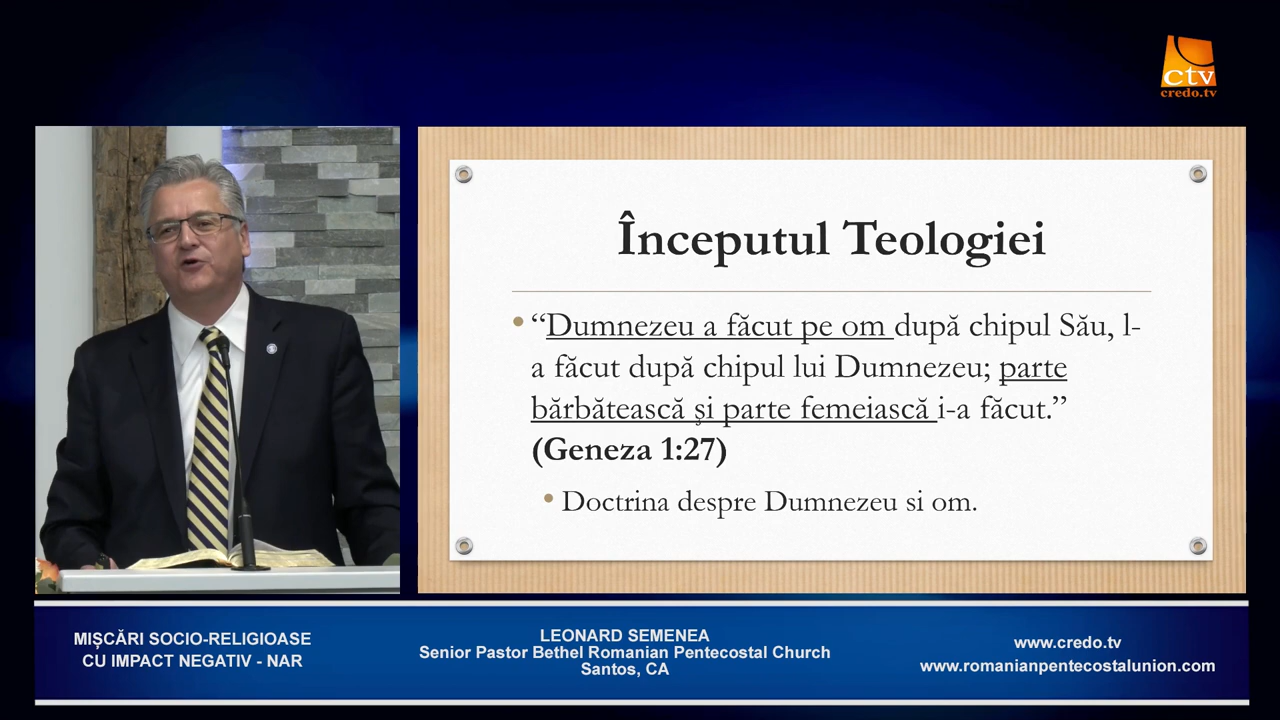 ctv
credo.tv
Începutul Teologiei
“Dumnezeu a făcut pe om după chipul Său, l-
a făcut după chipul lui Dumnezeu; parte
bărbătească şi parte femeiască i-a făcut.”
(Geneza 1:27)
Doctrina despre Dumnezeu si om.
MIȘCĂRI SOCIO-RELIGIOASE
CU IMPACT NEGATIV - NAR
LEONARD SEMENEA
Senior Pastor Bethel Romanian Pentecostal Church
Santos, CA
www.credo.tv
www.romanianpentecostalunion.com